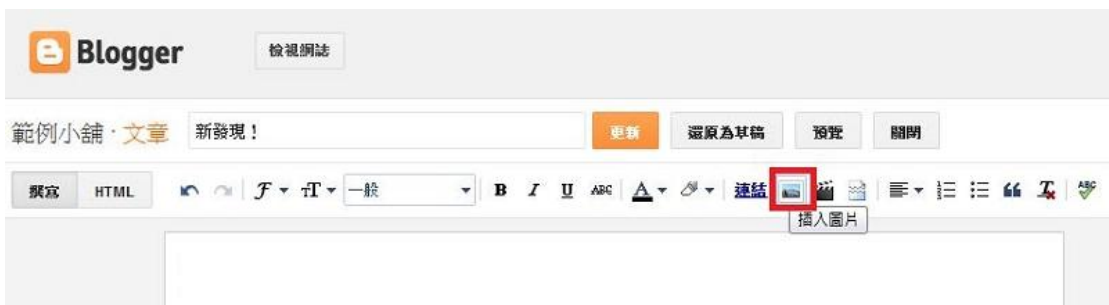 Blogger 檢視網誌
範例小舖 · 文章 新發現！ 更新 還原為草稿 預覽 關閉
撰寫 HTML F T 一般 B I U ABC A 連結 ABC
插入圖片